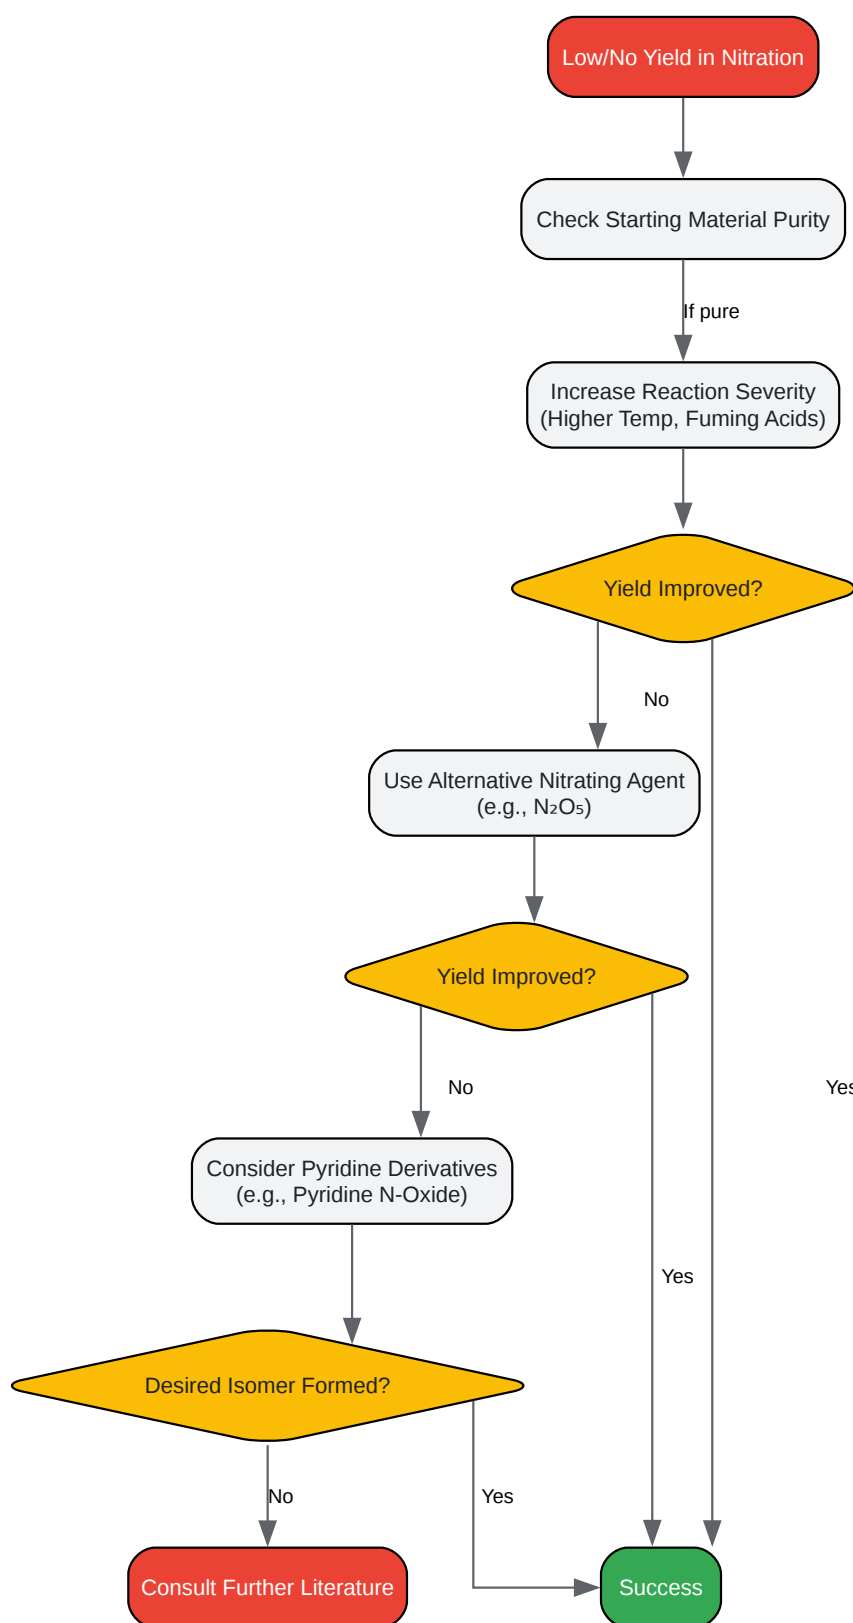 Low/No Yield in Nitration
Check Starting Material Purity
If pure
Increase Reaction Severity
(Higher Temp, Fuming Acids)
Yield Improved?
No
Use Alternative Nitrating Agent
(e.g., N₂O₅)
Yield Improved?
No
Yes
Consider Pyridine Derivatives
(e.g., Pyridine N-Oxide)
Yes
Desired Isomer Formed?
No
Yes
Consult Further Literature
Success